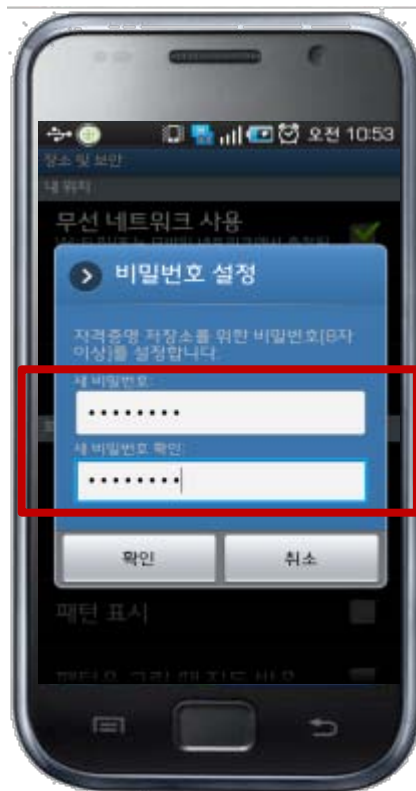 오전 10:53
장소 및 보안
내 위치
무선 네트워크 사용
비밀번호 설정
자격증명 저장소를 위한 비밀번호[8자
이상]를 설정합니다.
새 비밀번호:
••••••••
새 비밀번호 확인:
••••••••
확인
취소
패턴 표시